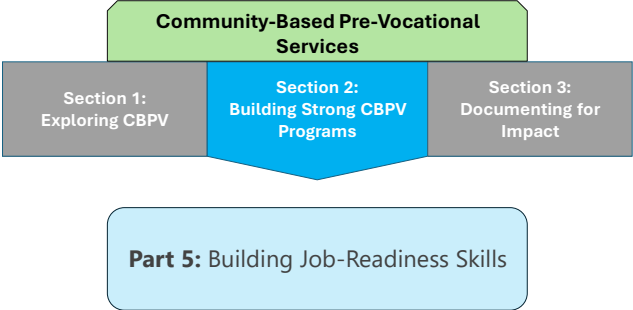 Community-Based Pre-Vocational
Services
Section 1:
Exploring CBPV
Section 2:
Building Strong CBPV
Programs
Section 3:
Documenting for
Impact
Part 5: Building Job-Readiness Skills